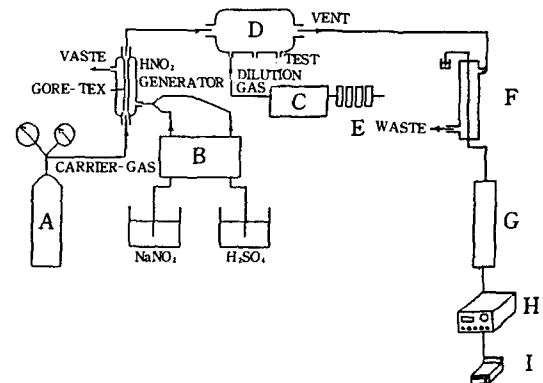 D
VENT
VASTE
HNO₂
GENERATOR
TEST
GORE-TEX
DILUTION
GAS
C
F
E
WASTE
B
CARRIER-GAS
A
G
NaNO₂
H₂SO₄
H
I